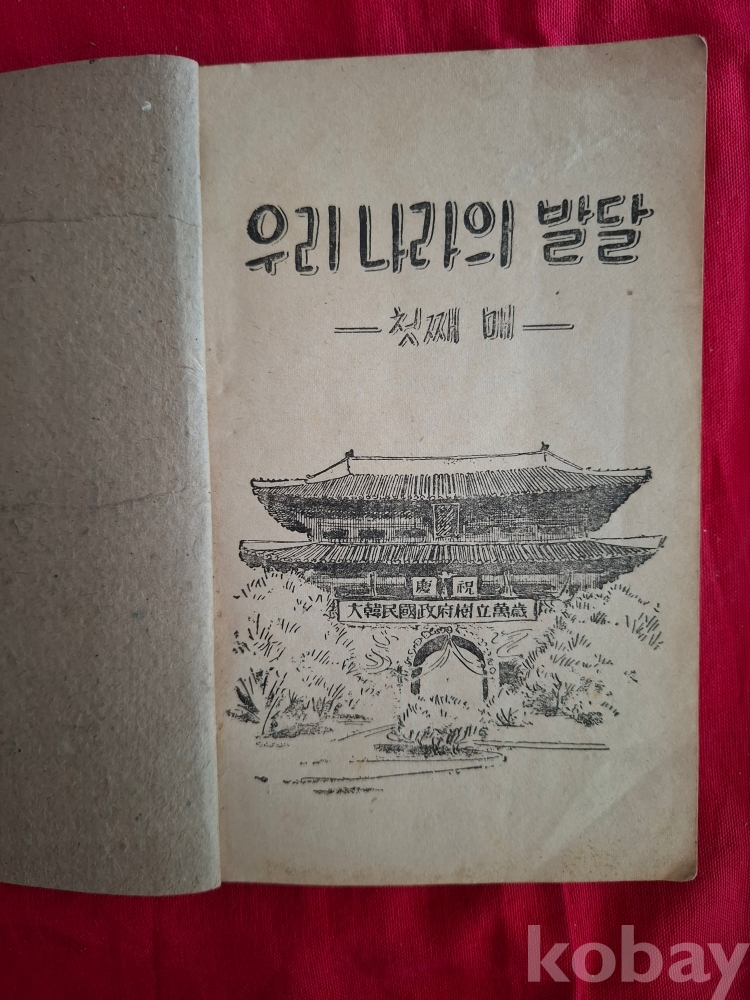 우리 나라의 발달
— 첫째 매 —
慶 祝
大韓民國政府樹立萬歲
kobay